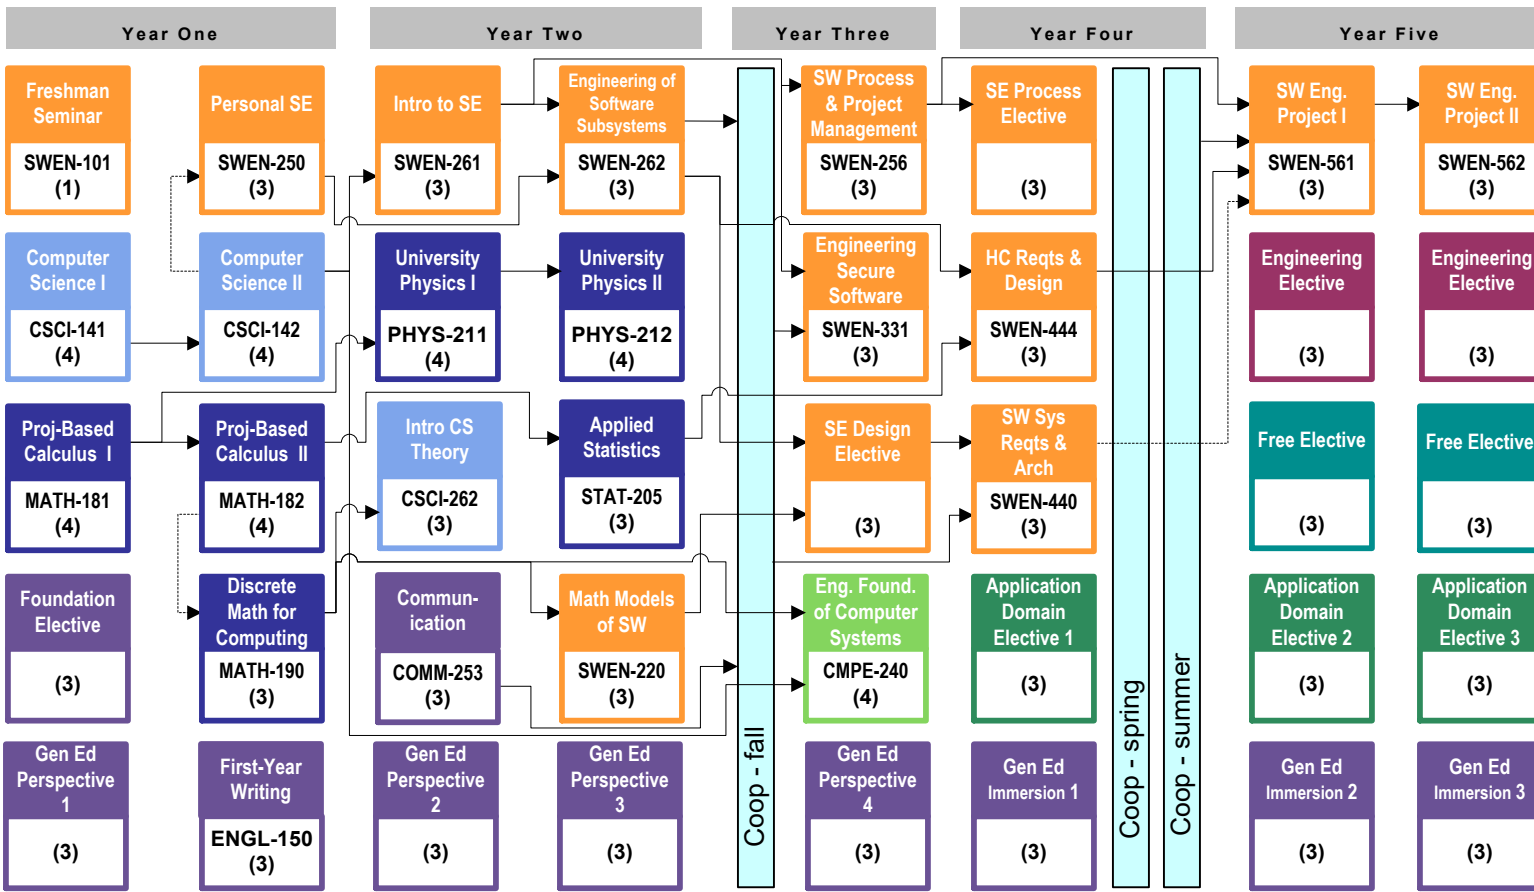 Year One
Year Two
Year Three
Year Four
Year Five
Freshman
Seminar
SWEN-101
(1)
Personal SE
SWEN-250
(3)
Intro to SE
SWEN-261
(3)
Engineering of
Software
Subsystems
SWEN-262
(3)
SW Process
& Project
Management
SWEN-256
(3)
SE Process
Elective
(3)
SW Eng.
Project I
SWEN-561
(3)
SW Eng.
Project II
SWEN-562
(3)
Computer
Science I
CSCI-141
(4)
Computer
Science II
CSCI-142
(4)
University
Physics I
PHYS-211
(4)
University
Physics II
PHYS-212
(4)
Engineering
Secure
Software
SWEN-331
(3)
HC Reqts &
Design
SWEN-444
(3)
Engineering
Elective
(3)
Engineering
Elective
(3)
Proj-Based
Calculus I
MATH-181
(4)
Proj-Based
Calculus II
MATH-182
(4)
Intro CS
Theory
CSCI-262
(3)
Applied
Statistics
STAT-205
(3)
SE Design
Elective
(3)
SW Sys
Reqts &
Arch
SWEN-440
(3)
Free Elective
(3)
Free Elective
(3)
Foundation
Elective
(3)
Discrete
Math for
Computing
MATH-190
(3)
Commun-
ication
COMM-253
(3)
Math Models
of SW
SWEN-220
(3)
Eng. Found.
of Computer
Systems
CMPE-240
(4)
Application
Domain
Elective 1
(3)
Application
Domain
Elective 2
(3)
Application
Domain
Elective 3
(3)
Gen Ed
Perspective
1
(3)
First-Year
Writing
ENGL-150
(3)
Gen Ed
Perspective
2
(3)
Gen Ed
Perspective
3
(3)
Coop - fall
Gen Ed
Perspective
4
(3)
Gen Ed
Immersion 1
(3)
Coop - spring
Coop - summer
Gen Ed
Immersion 2
(3)
Gen Ed
Immersion 3
(3)